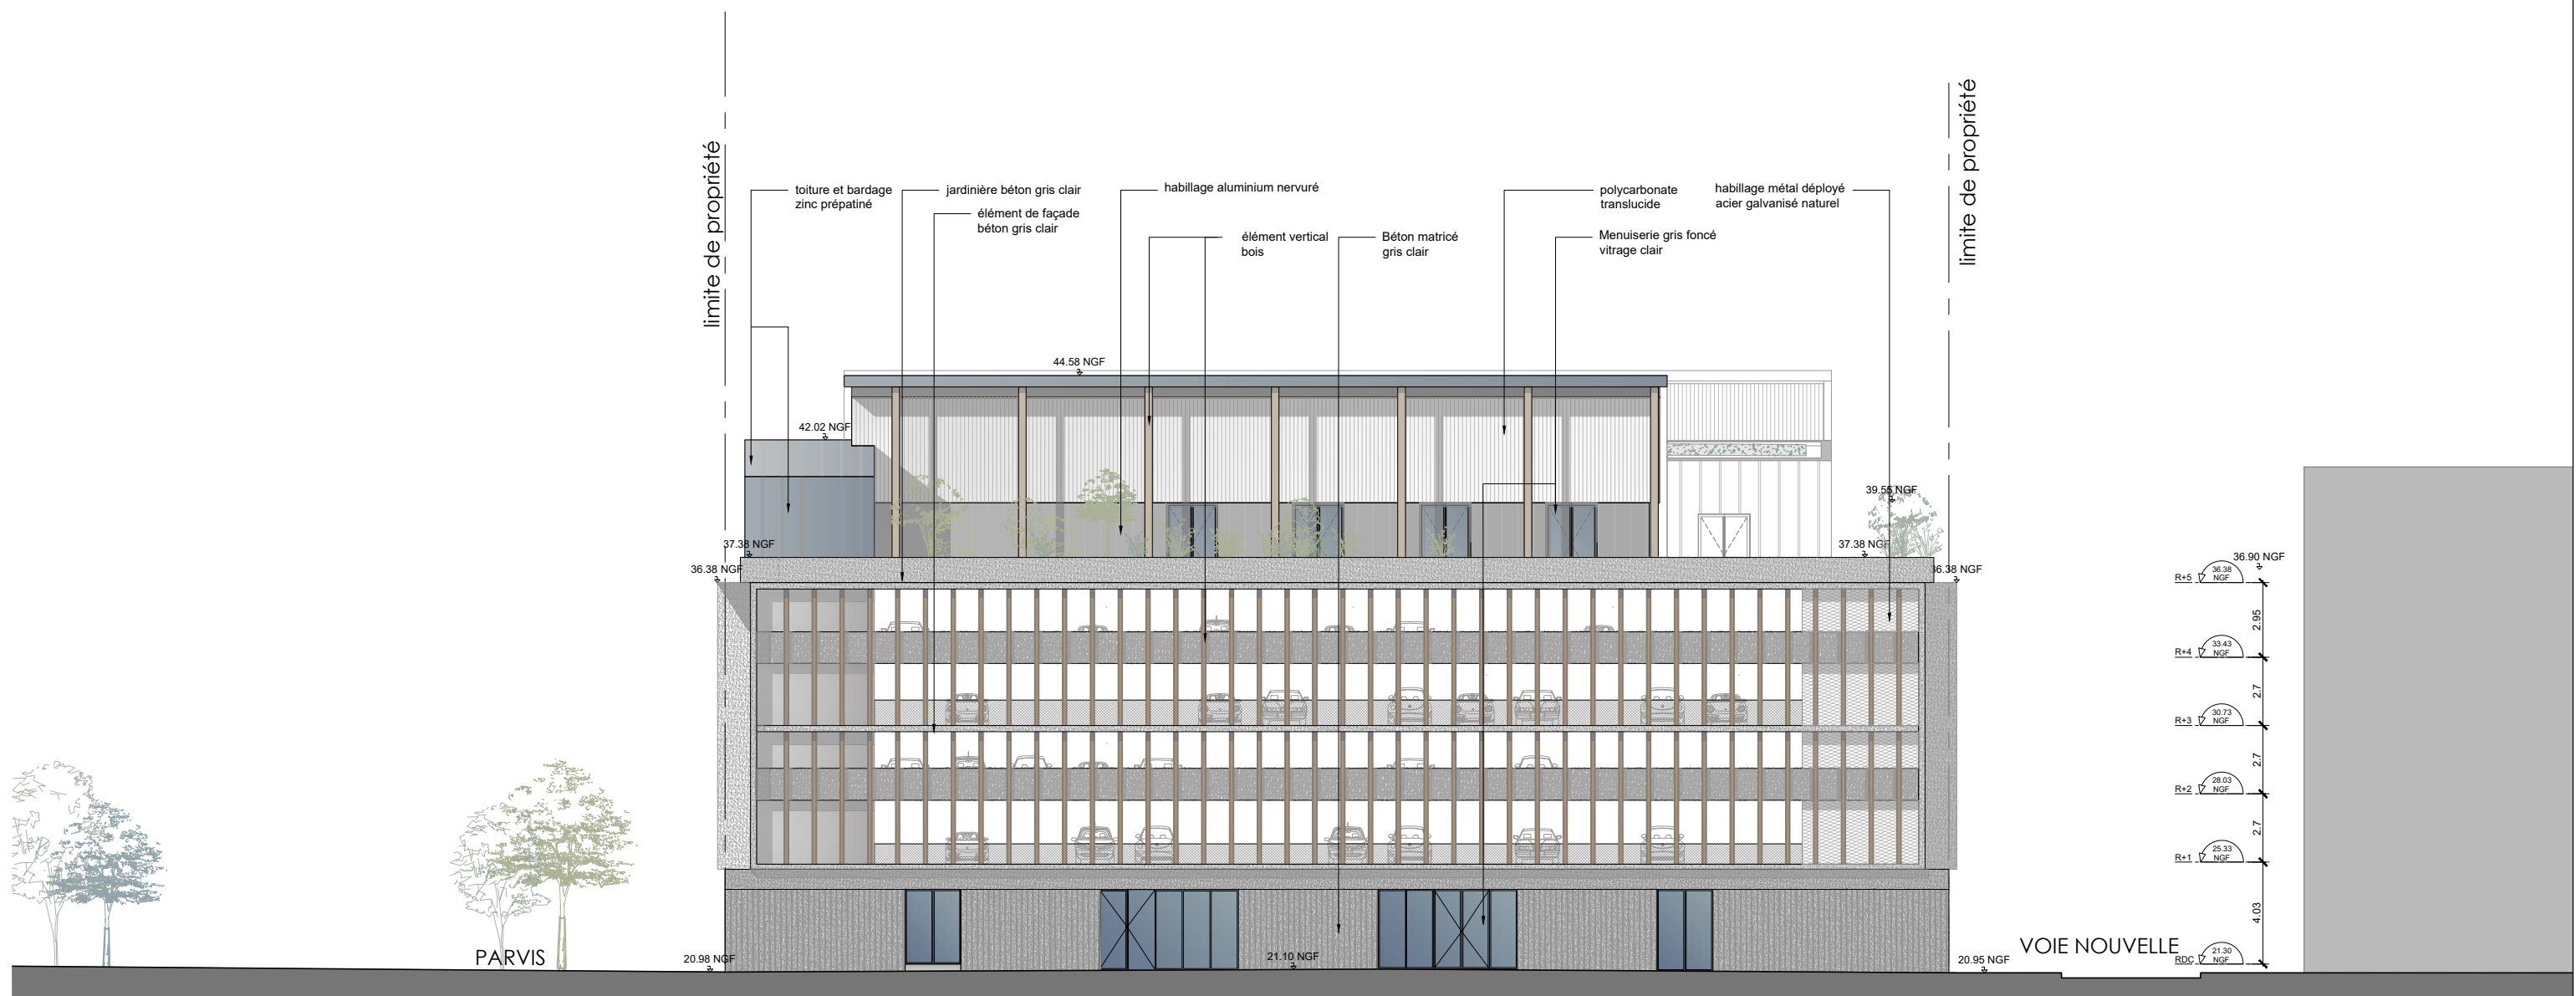 limite de propriété
limite de propriété
toiture et bardage
zinc prépatiné
jardinière béton gris clair
élément de façade
béton gris clair
habillage aluminium nervuré
élément vertical
bois
Béton matricé
gris clair
polycarbonate
translucide
Menuiserie gris foncé
vitrage clair
habillage métal déployé
acier galvanisé naturel
44.58 NGF
42.02 NGF
39.55 NGF
37.38 NGF
37.38 NGF
36.38 NGF
36.38 NGF
36.90 NGF
R+5
36.38
NGF
2.95
R+4
33.43
NGF
2.7
R+3
30.73
NGF
2.7
R+2
28.03
NGF
2.7
R+1
25.33
NGF
4.03
RDC
21.30
NGF
PARVIS
20.98 NGF
21.10 NGF
20.95 NGF
VOIE NOUVELLE